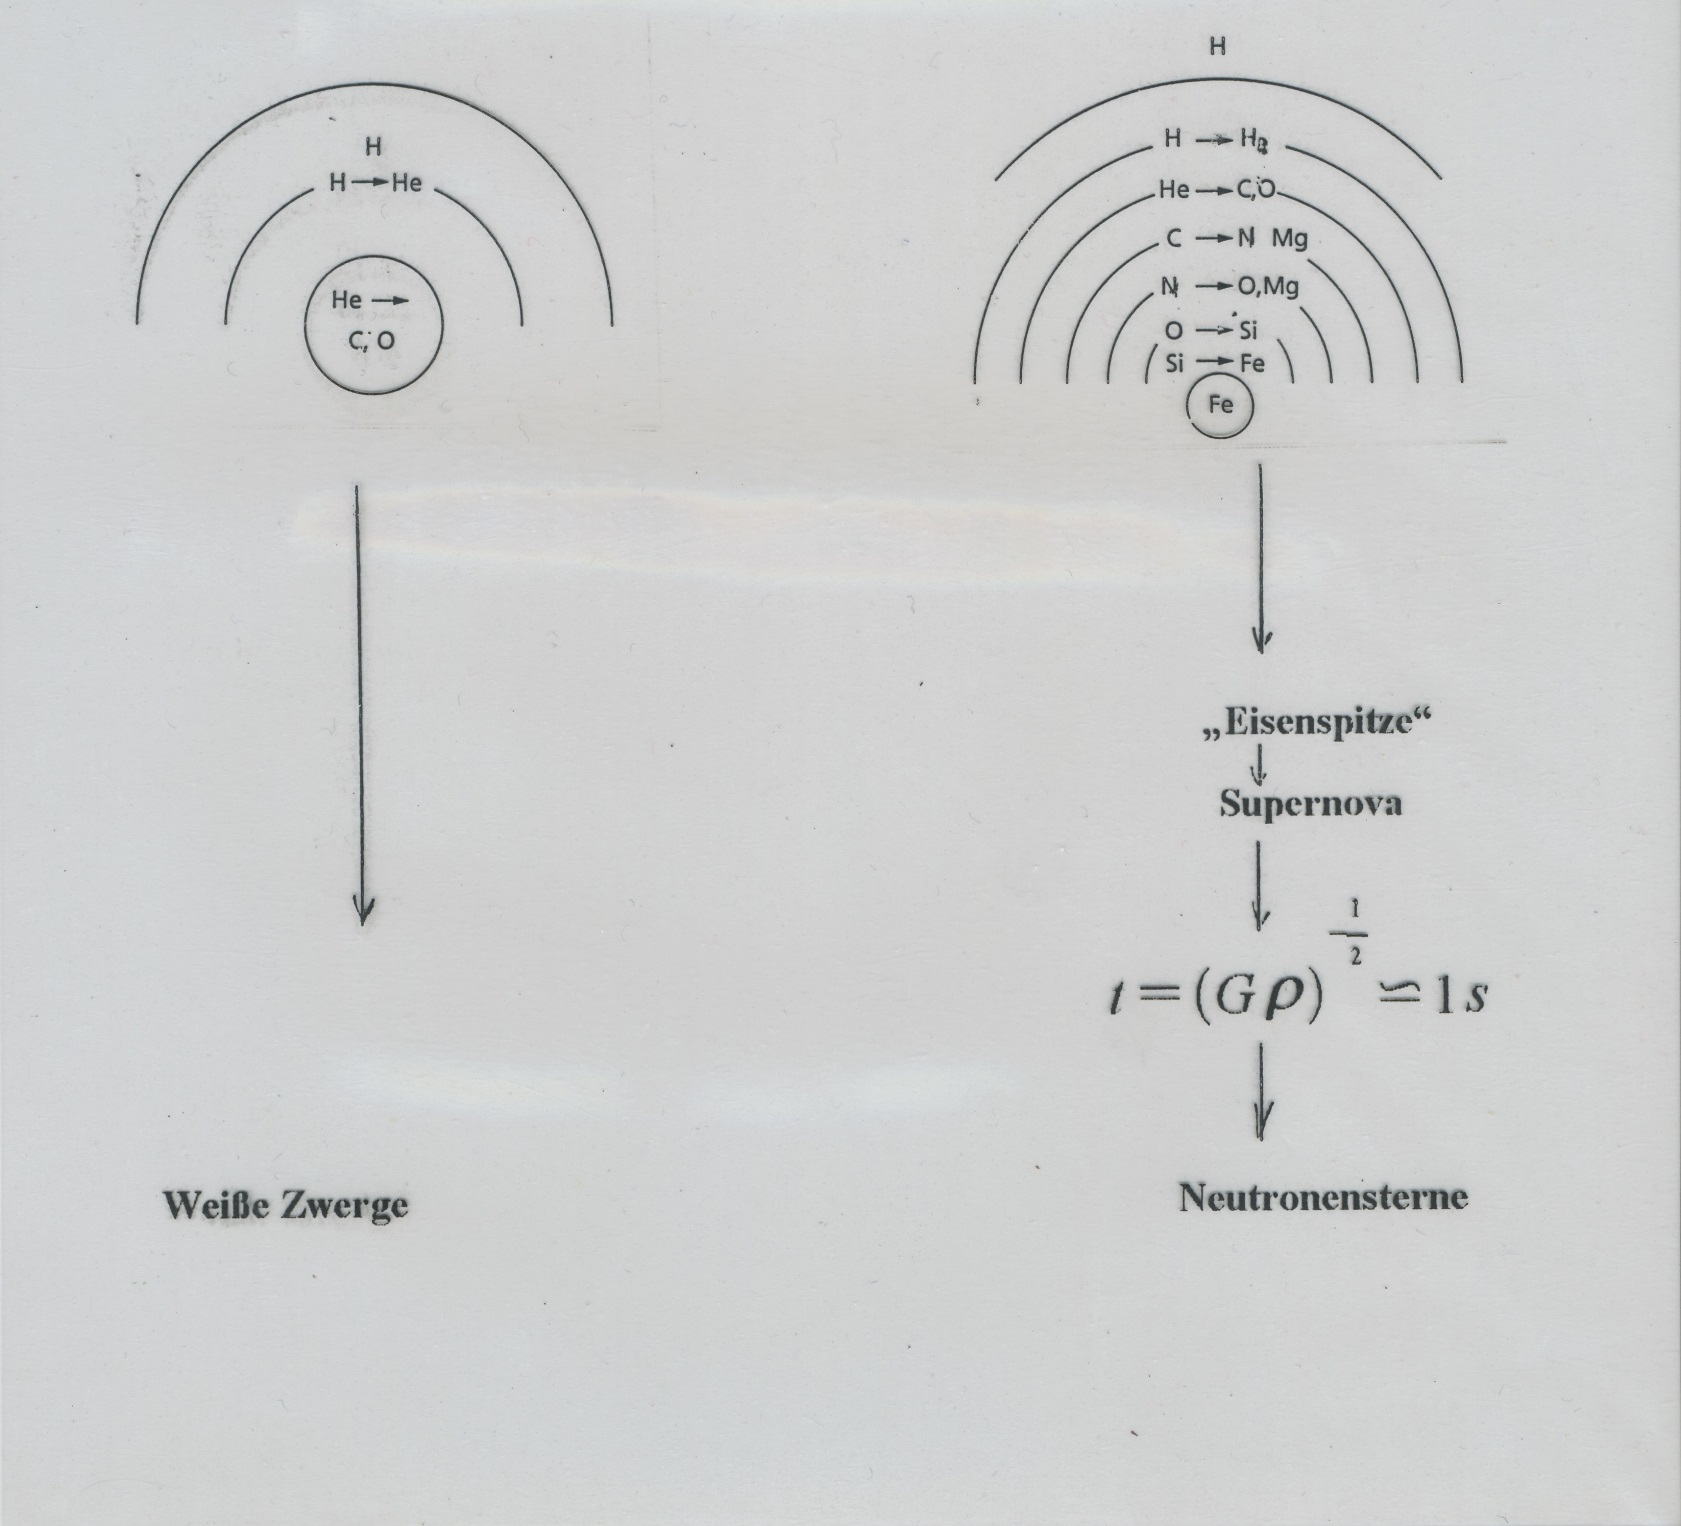 H
H → He
He →
C, O
H
H → He
He → C,O
C → N Mg
N → O,Mg
O → Si
Si → Fe
Fe
„Eisenspitze“
Supernova
t = (Gρ)^–1/2 ≃ 1 s
Weiße Zwerge
Neutronensterne